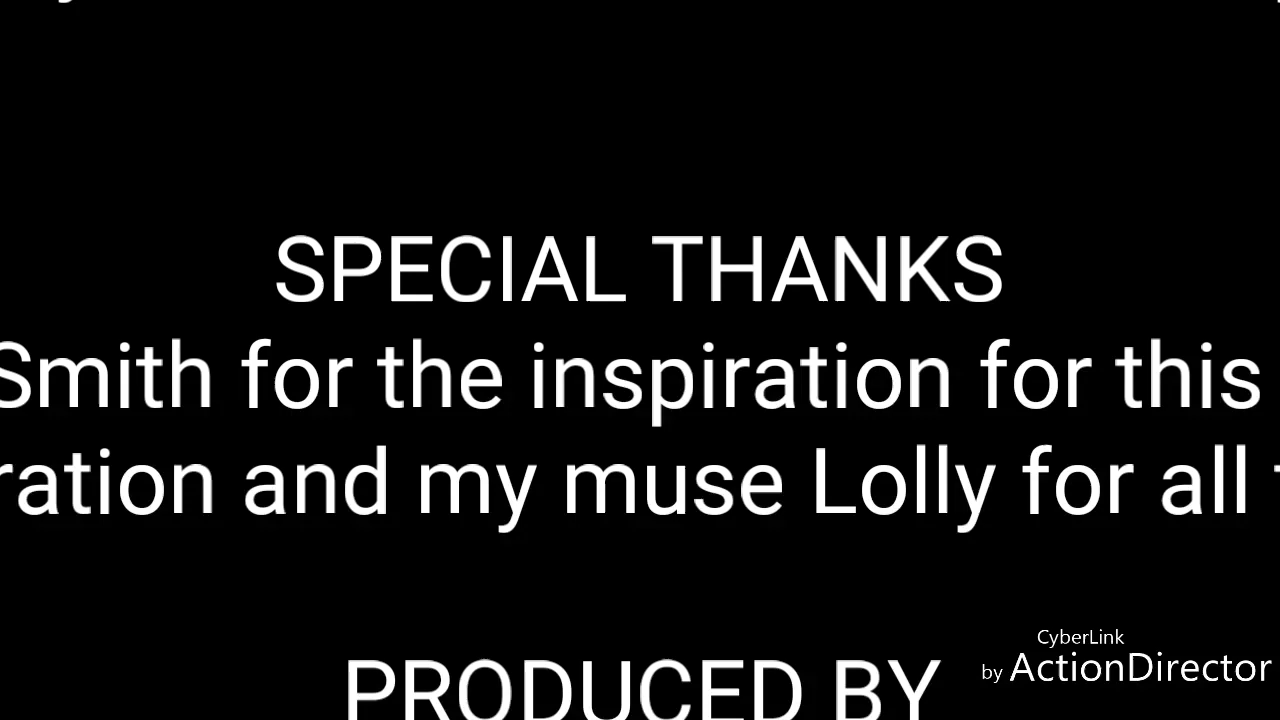 SPECIAL THANKS
Smith for the inspiration for this
ration and my muse Lolly for all
PRODUCED BY
CyberLink
by ActionDirector